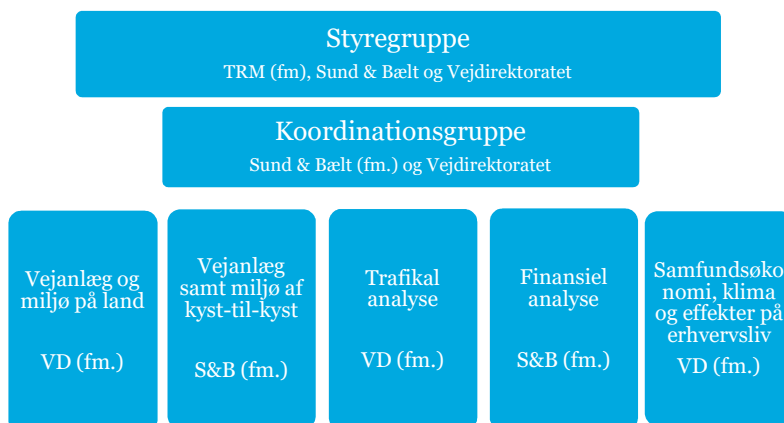 Styregruppe
TRM (fm), Sund & Bælt og Vejdirektoratet
Koordinationsgruppe
Sund & Bælt (fm.) og Vejdirektoratet
Vejanlæg og
miljø på land
VD (fm.)
Vejanlæg
samt miljø af
kyst-til-kyst
S&B (fm.)
Trafikal
analyse
VD (fm.)
Finansiel
analyse
S&B (fm.)
Samfundsøko
nomi, klima
og effekter på
erhvervsliv
VD (fm.)